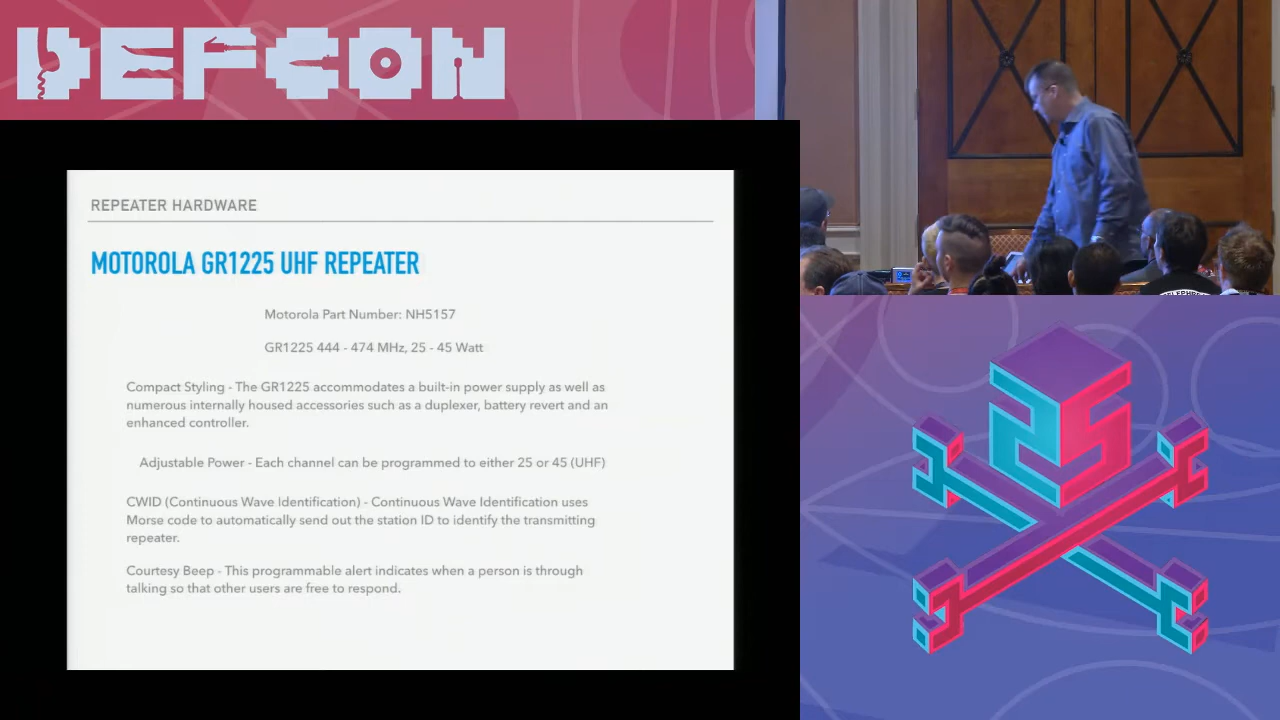 DEFCON
REPEATER HARDWARE
MOTOROLA GR1225 UHF REPEATER
Motorola Part Number: NH5157
GR1225 444 - 474 MHz, 25 - 45 Watt
Compact Styling - The GR1225 accommodates a built-in power supply as well as
numerous internally housed accessories such as a duplexer, battery revert and an
enhanced controller.
Adjustable Power - Each channel can be programmed to either 25 or 45 (UHF)
CWID (Continuous Wave Identification) - Continuous Wave Identification uses
Morse code to automatically send out the station ID to identify the transmitting
repeater.
Courtesy Beep - This programmable alert indicates when a person is through
talking so that other users are free to respond.
25